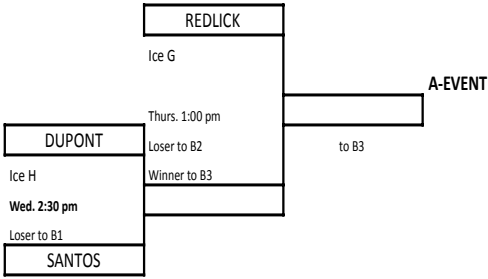 REDLICK
Ice G
A-EVENT
Thurs. 1:00 pm
DUPONT
Loser to B2
to B3
Ice H
Winner to B3
Wed. 2:30 pm
Loser to B1
SANTOS